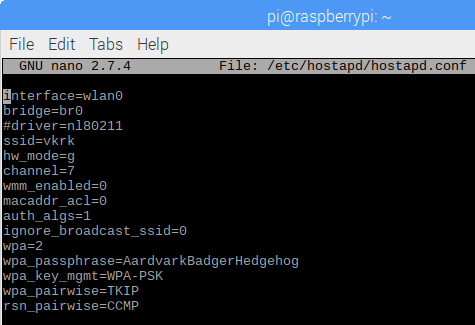 pi@raspberrypi: ~
File Edit Tabs Help
GNU nano 2.7.4 File: /etc/hostapd/hostapd.conf
interface=wlan0
bridge=br0
#driver=nl80211
ssid=vkrk
hw_mode=g
channel=7
wmm_enabled=0
macaddr_acl=0
auth_algs=1
ignore_broadcast_ssid=0
wpa=2
wpa_passphrase=AardvarkBadgerHedgehog
wpa_key_mgmt=WPA-PSK
wpa_pairwise=TKIP
rsn_pairwise=CCMP